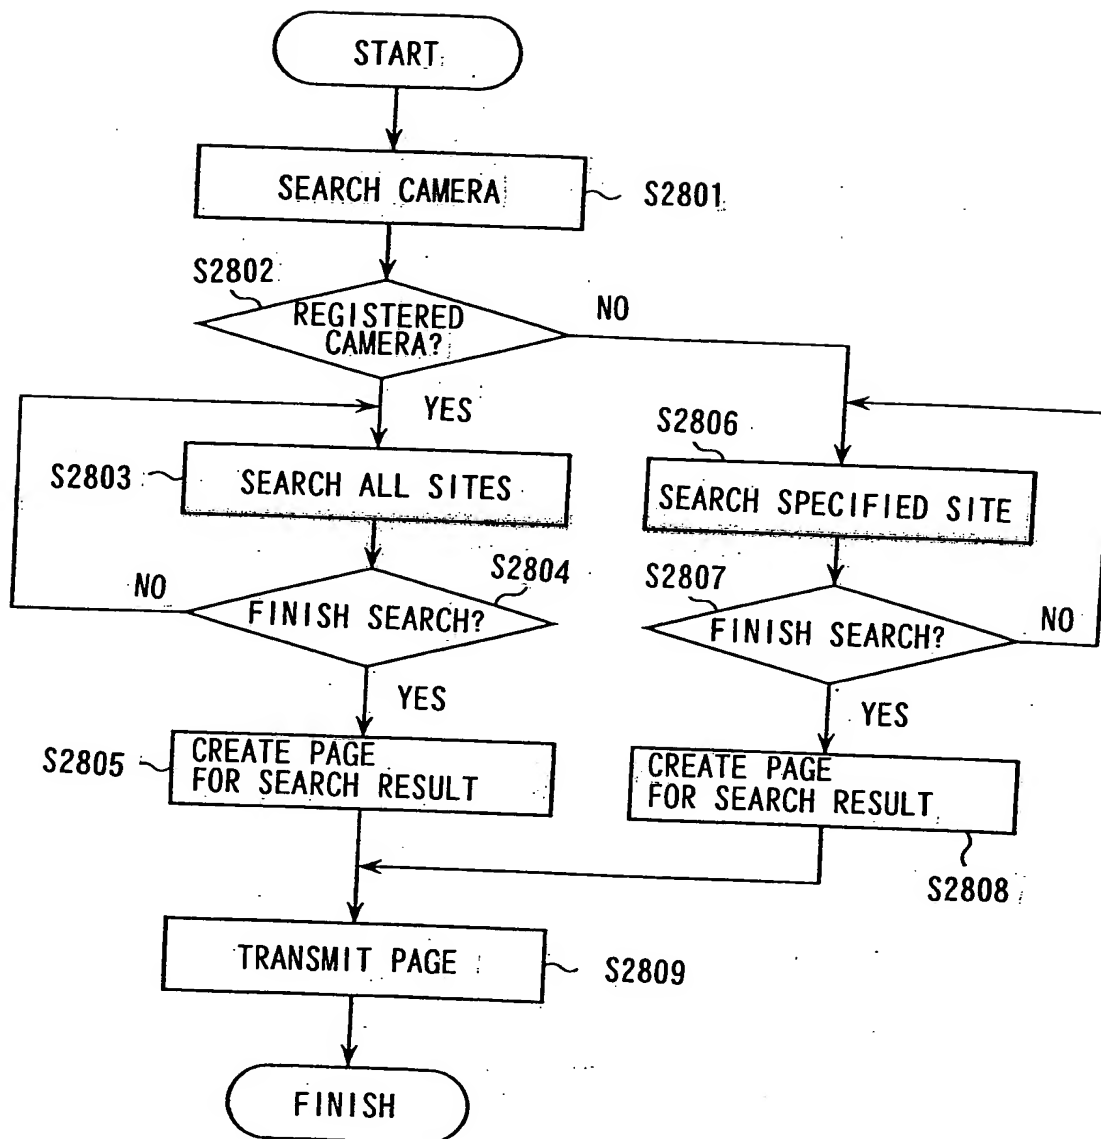 START
SEARCH CAMERA
S2801
S2802
REGISTERED
CAMERA?
NO
YES
S2803
SEARCH ALL SITES
S2806
SEARCH SPECIFIED SITE
S2804
NO
FINISH SEARCH?
S2807
FINISH SEARCH?
NO
YES
YES
S2805
CREATE PAGE
FOR SEARCH RESULT
CREATE PAGE
FOR SEARCH RESULT
S2808
TRANSMIT PAGE
S2809
FINISH